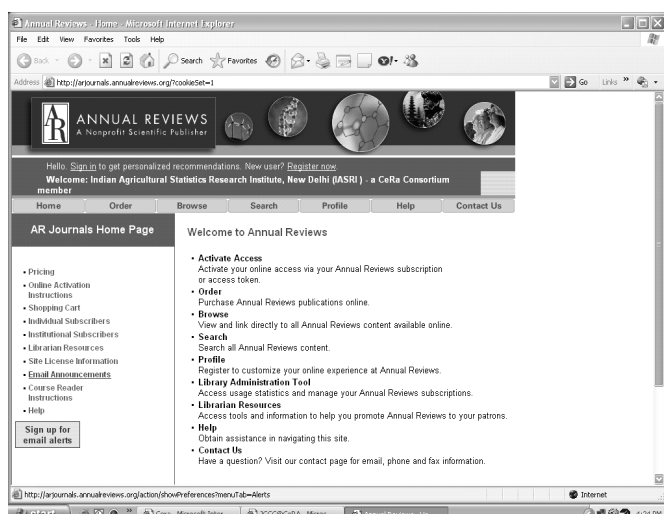 Annual Reviews - Home - Microsoft Internet Explorer
File Edit View Favorites Tools Help
Back Search Favorites
Address http://arjournals.annualreviews.org/?cookieSet=1 Go Links »
AR ANNUAL REVIEWS
A Nonprofit Scientific Publisher
Hello. Sign in to get personalized recommendations. New user? Register now.
Welcome: Indian Agricultural Statistics Research Institute, New Delhi (IASRI ) - a CeRa Consortium
member
Home Order Browse Search Profile Help Contact Us
AR Journals Home Page
Pricing
Online Activation
Instructions
Shopping Cart
Individual Subscribers
Institutional Subscribers
Librarian Resources
Site License Information
Email Announcements
Course Reader
Instructions
Help
Sign up for
email alerts
Welcome to Annual Reviews
Activate Access
Activate your online access via your Annual Reviews subscription
or access token.
Order
Purchase Annual Reviews publications online.
Browse
View and link directly to all Annual Reviews content available online.
Search
Search all Annual Reviews content.
Profile
Register to customize your online experience at Annual Reviews.
Library Administration Tool
Access usage statistics and manage your Annual Reviews subscriptions.
Librarian Resources
Access tools and information to help you promote Annual Reviews to your patrons.
Help
Obtain assistance in navigating this site.
Contact Us
Have a question? Visit our contact page for email, phone and fax information.
http://arjournals.annualreviews.org/action/showPreferences?menuTab=Alerts Internet
start